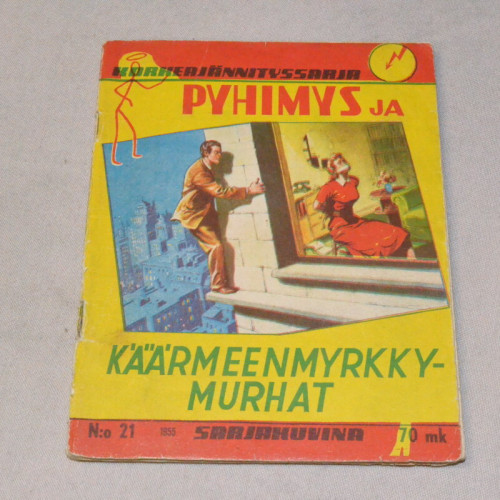 KORKEAJÄNNITYSSARJA
PYHIMYS JA
KÄÄRMEENMYRKKY-
MURHAT
N:o 21 1955 SARJAKUVINA 70 mk